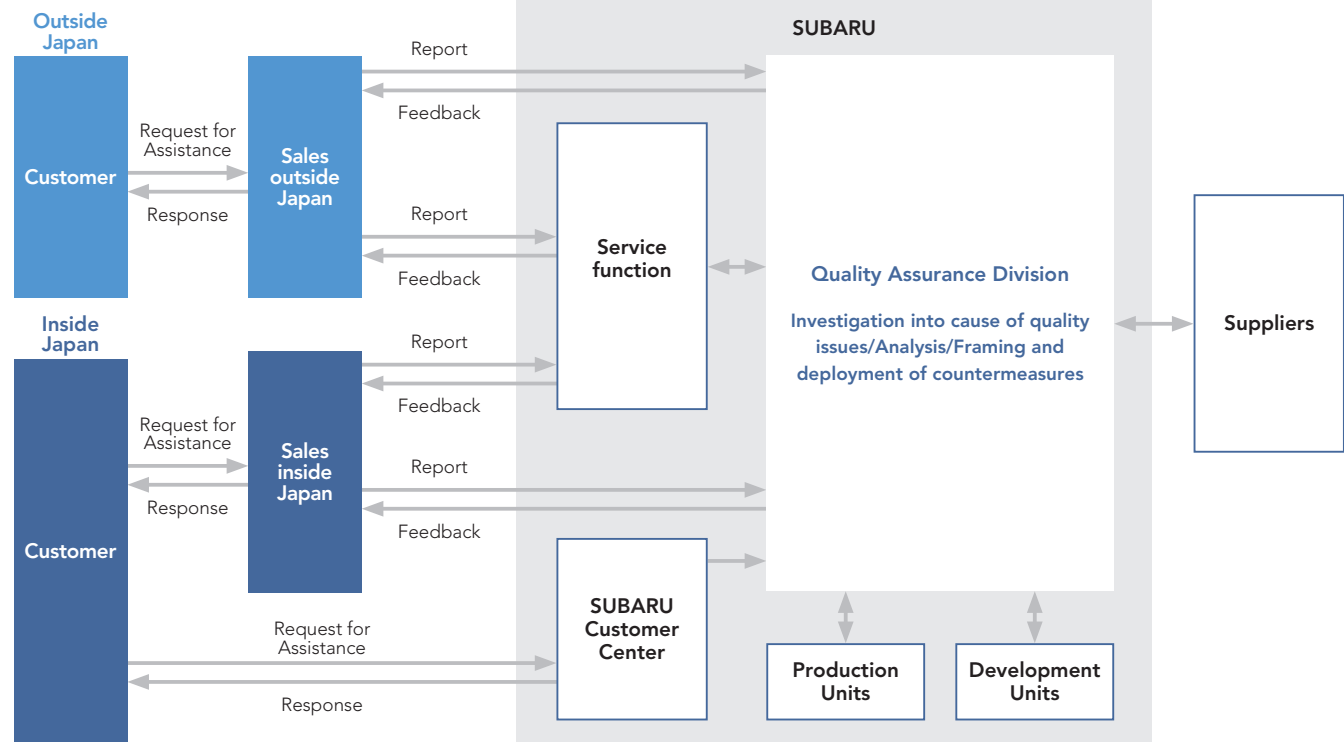 Outside
Japan
SUBARU
Report
Feedback
Request for
Assistance
Customer
Sales
outside
Japan
Response
Report
Feedback
Service
function
Quality Assurance Division
Investigation into cause of quality
issues/Analysis/Framing and
deployment of countermeasures
Suppliers
Inside
Japan
Report
Feedback
Request for
Assistance
Sales
inside
Japan
Response
Report
Feedback
Customer
SUBARU
Customer
Center
Request for
Assistance
Response
Production
Units
Development
Units